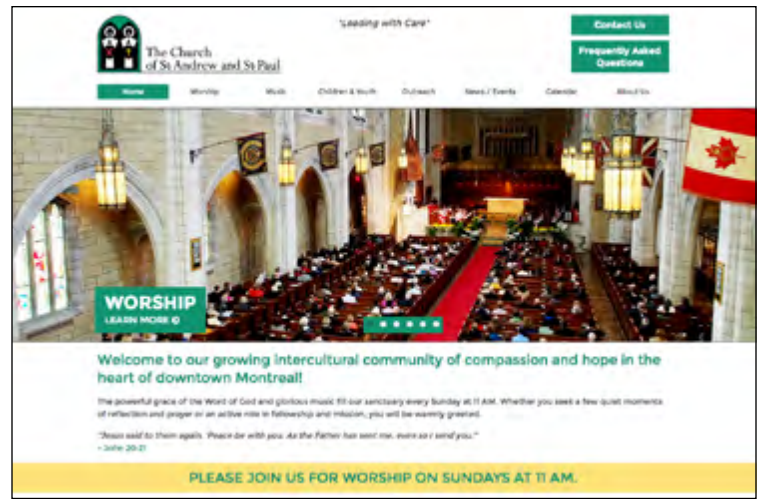 "Leading with Care"
Contact Us
The Church
of St Andrew and St Paul
Frequently Asked
Questions
Home Worship Music Children & Youth Outreach News / Events Calendar About Us
WORSHIP
LEARN MORE
Welcome to our growing intercultural community of compassion and hope in the
heart of downtown Montreal!
The powerful grace of the Word of God and glorious music fill our sanctuary every Sunday at 11 AM. Whether you seek a few quiet moments
of reflection and prayer or an active role in fellowship and mission, you will be warmly greeted.
"Jesus said to them again, 'Peace be with you. As the Father has sent me, even so I send you.'"
- John 20:21
PLEASE JOIN US FOR WORSHIP ON SUNDAYS AT 11 AM.